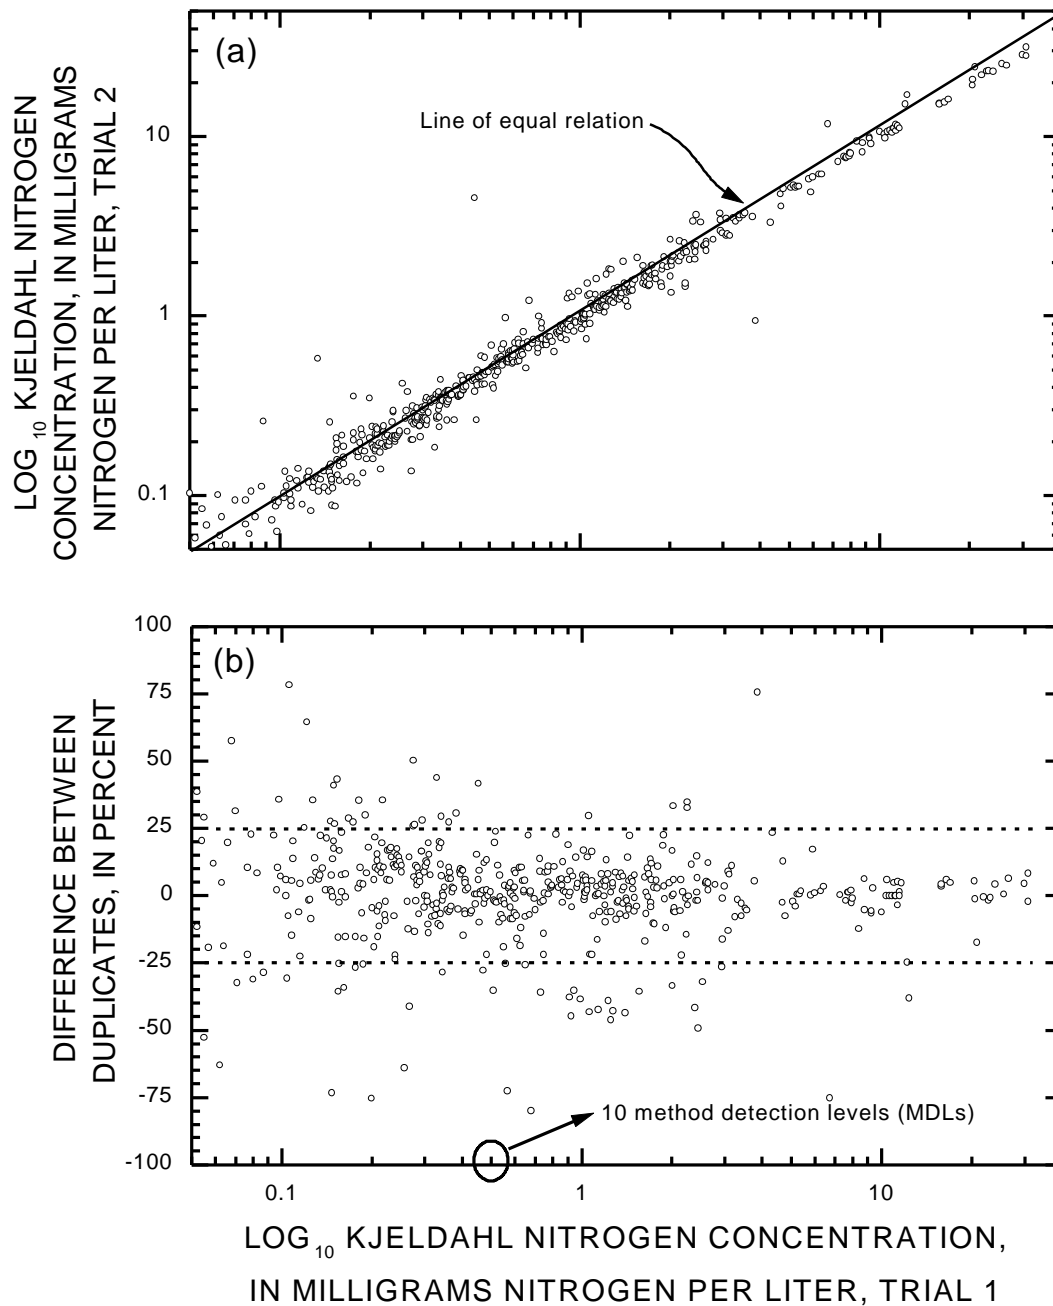 (a)
LOG10 KJELDAHL NITROGEN
CONCENTRATION, IN MILLIGRAMS
NITROGEN PER LITER, TRIAL 2
10
1
0.1
Line of equal relation
(b)
DIFFERENCE BETWEEN
DUPLICATES, IN PERCENT
100
75
50
25
0
-25
-50
-75
-100
10 method detection levels (MDLs)
0.1
1
10
LOG10 KJELDAHL NITROGEN CONCENTRATION,
IN MILLIGRAMS NITROGEN PER LITER, TRIAL 1